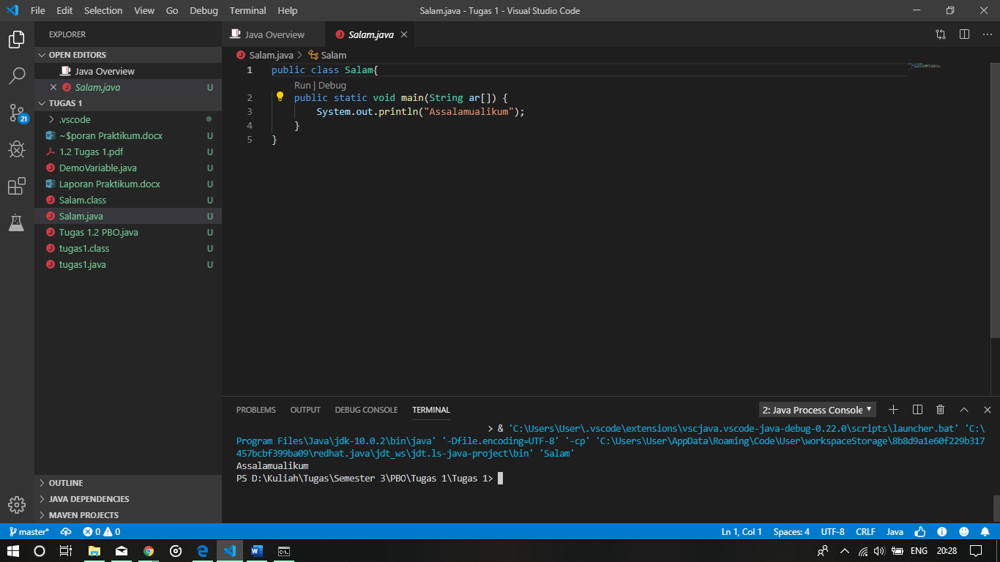 File Edit Selection View Go Debug Terminal Help
Salam.java - Tugas 1 - Visual Studio Code
EXPLORER
OPEN EDITORS
Java Overview
Salam.java U
TUGAS 1
.vscode
~$poran Praktikum.docx U
1.2 Tugas 1.pdf U
DemoVariable.java U
Laporan Praktikum.docx U
Salam.class U
Salam.java U
Tugas 1.2 PBO.java U
tugas1.class U
tugas1.java U
OUTLINE
JAVA DEPENDENCIES
MAVEN PROJECTS
21
Java Overview Salam.java
Salam.java > Salam
1 public class Salam{
Run | Debug
2 public static void main(String ar[]) {
3 System.out.println("Assalamualikum");
4 }
5 }
PROBLEMS OUTPUT DEBUG CONSOLE TERMINAL
2: Java Process Console
> & 'C:\Users\User\.vscode\extensions\vscjava.vscode-java-debug-0.22.0\scripts\launcher.bat' 'C:\
Program Files\Java\jdk-10.0.2\bin\java' '-Dfile.encoding=UTF-8' '-cp' 'C:\Users\User\AppData\Roaming\Code\User\workspaceStorage\8b8d9a1e60f229b317
457bcbf399ba09\redhat.java\jdt_ws\jdt.ls-java-project\bin' 'Salam'
Assalamualikum
PS D:\Kuliah\Tugas\Semester 3\PBO\Tugas 1\Tugas 1>
master* 0 0
Ln 1, Col 1 Spaces: 4 UTF-8 CRLF Java
ENG 20:28